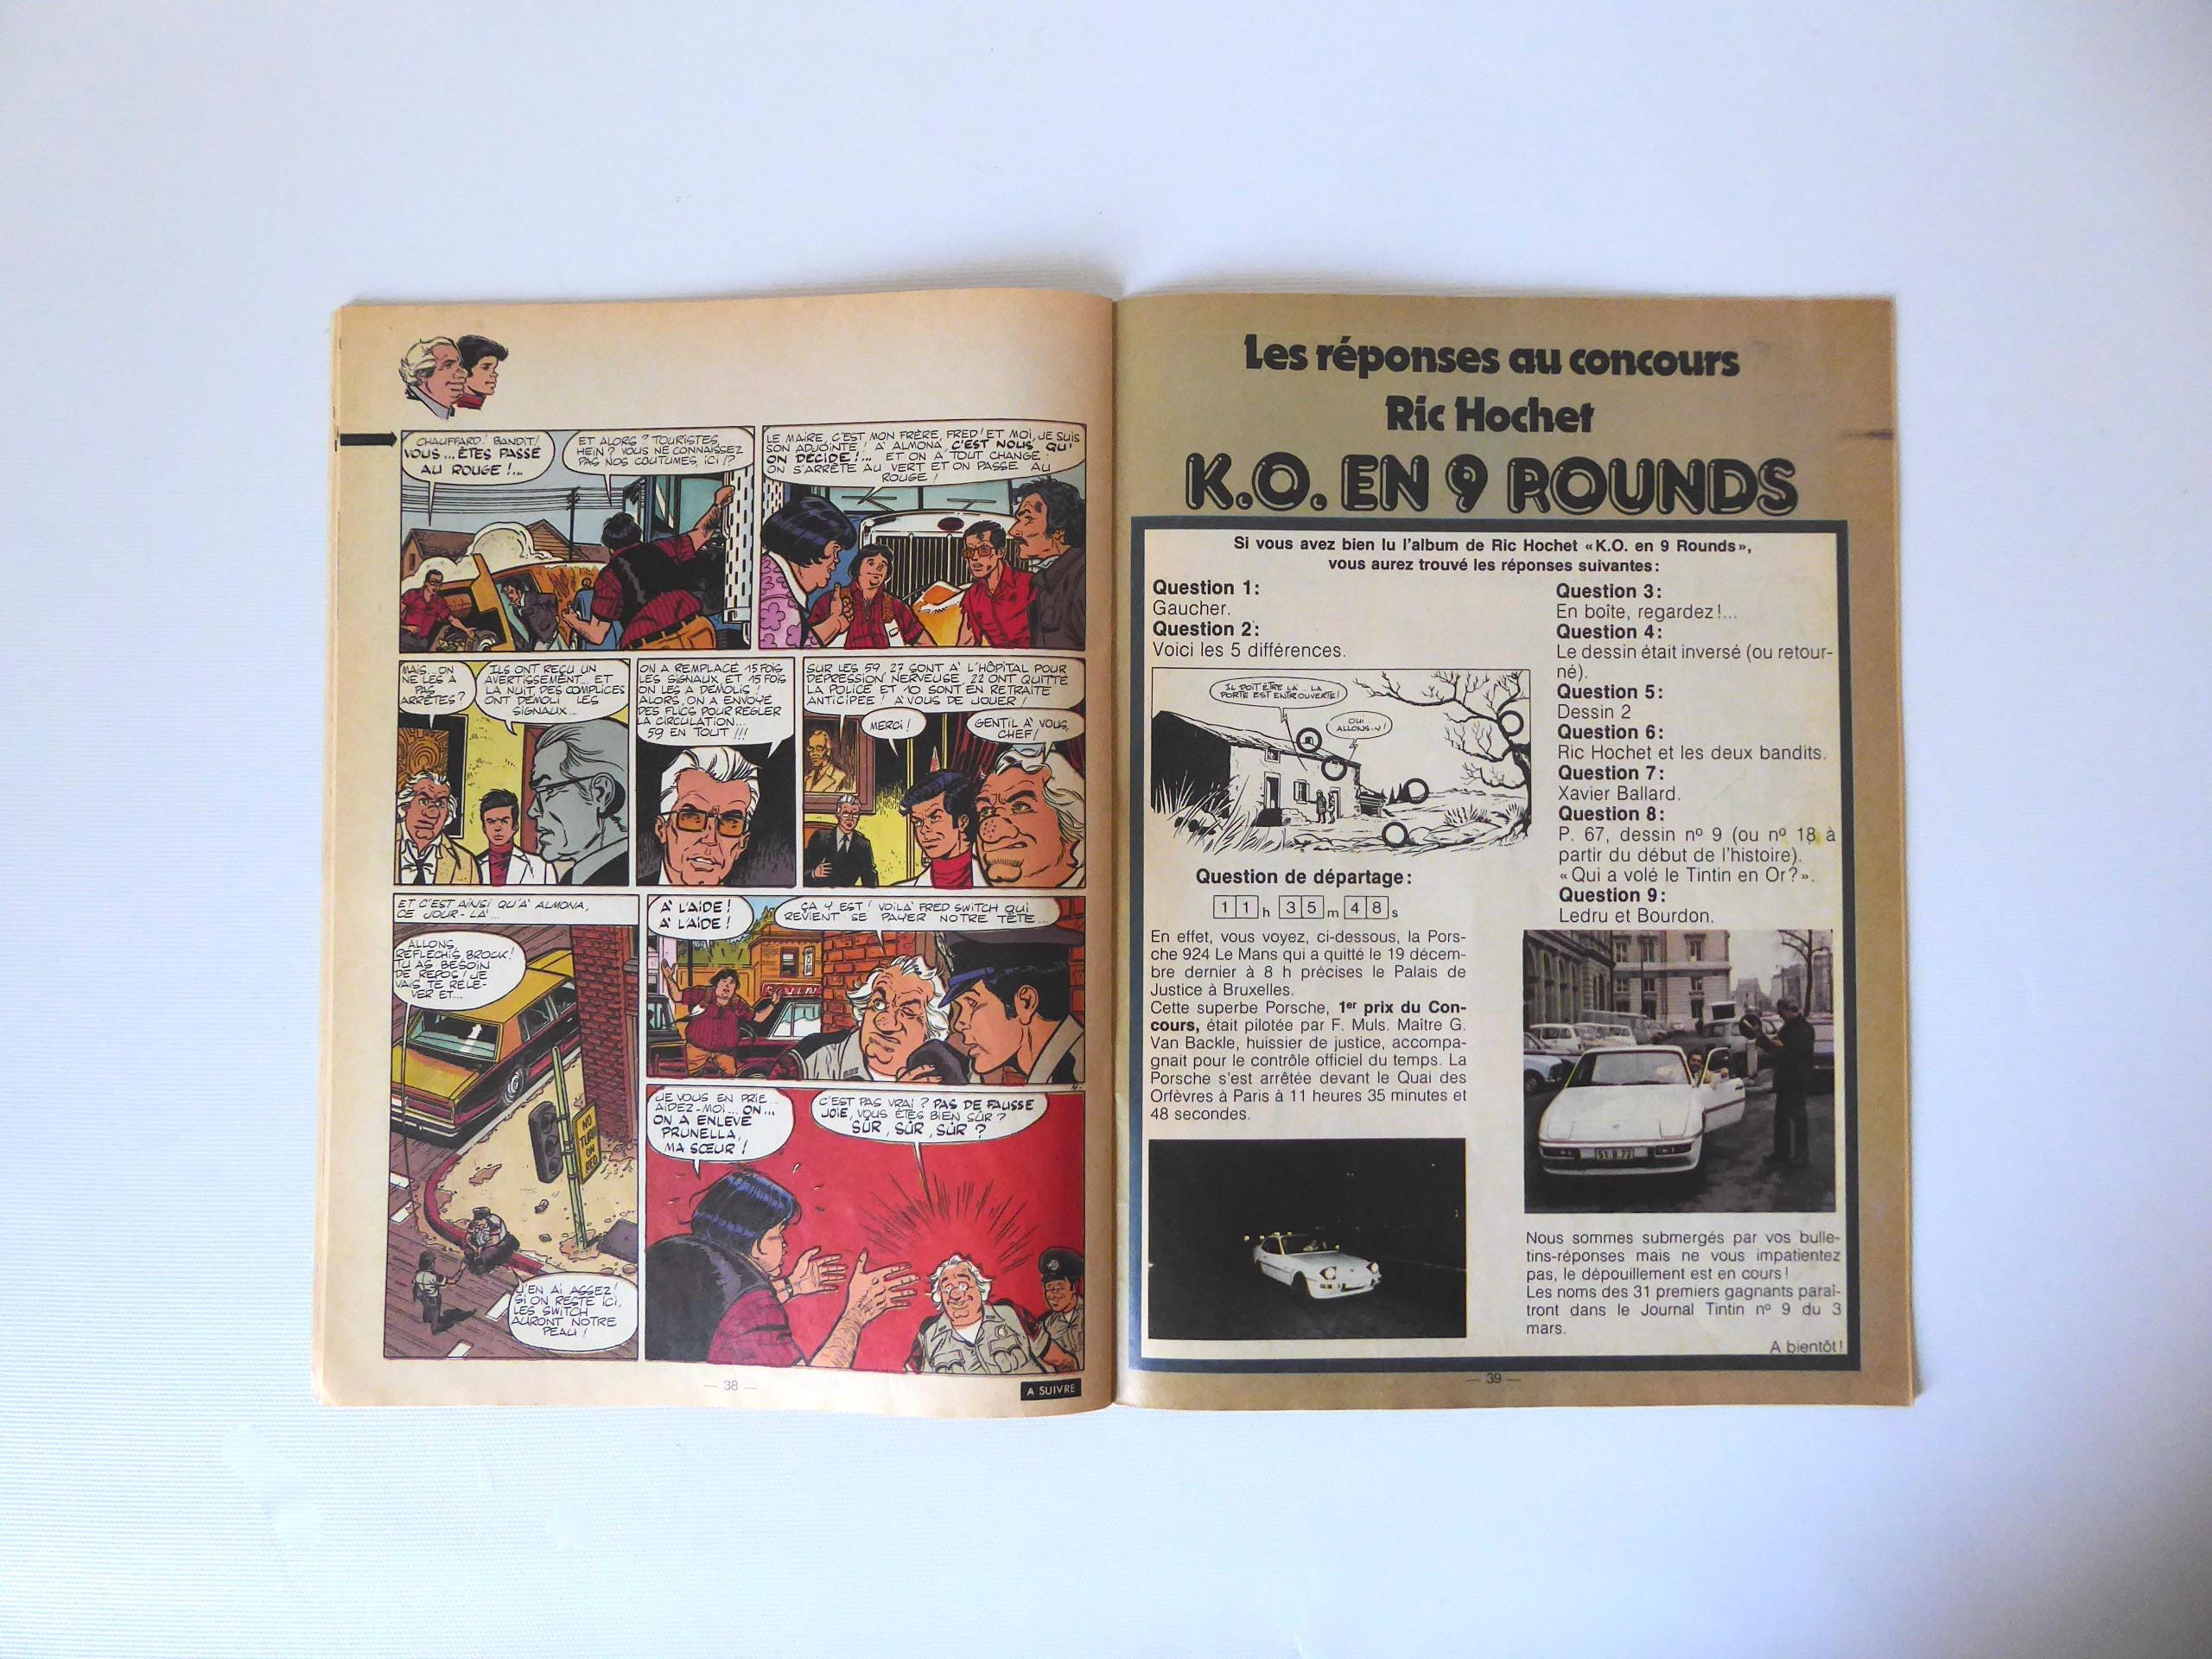 CHAUFFARD! BANDIT!
VOUS... ÊTES PASSÉ
AU ROUGE!...
ET ALORS? TOURISTES,
HEIN? VOUS NE CONNAISSEZ
PAS NOS COUTUMES, ICI!?
LE MAIRE, C'EST MON FRÈRE, FRED! ET MOI, JE SUIS
SON ADJOINTE! À ALMONA, C'EST NOUS QU'
ON DÉCIDE!... ET ON A TOUT CHANGÉ:
ON S'ARRÊTE AU VERT ET ON PASSE AU
ROUGE!
MAIS... ON
NE LES A
PAS
ARRÊTÉS?
ILS ONT REÇU UN
AVERTISSEMENT... ET
LA NUIT, DES COMPLICES
ONT DÉMOLI LES
SIGNAUX...
ON A REMPLACÉ 15 FOIS
LES SIGNAUX, ET 15 FOIS
ON LES A DÉMOLIS!
ALORS, ON A ENVOYÉ
DES FLICS POUR RÉGLER
LA CIRCULATION...
59 EN TOUT!!!
SUR LES 59, 27 SONT À L'HÔPITAL POUR
DÉPRESSION NERVEUSE, 22 ONT QUITTÉ
LA POLICE ET 10 SONT EN RETRAITE
ANTICIPÉE! À VOUS DE JOUER!
MERCI!
GENTIL À VOUS,
CHEF!
ET C'EST AINSI QU'À ALMONA,
CE JOUR-LÀ...
ALLONS,
RÉFLÉCHIS, BROCK!
TU AS BESOIN
DE REPOS! JE
VAIS TE RELE-
VER ET...
NO
TURN
ON
RED
J'EN AI ASSEZ!
SI ON RESTE ICI,
LES SWITCH
AURONT NOTRE
PEAU!
À L'AIDE!
À L'AIDE!
ÇA Y EST! VOILÀ FRED SWITCH QUI
REVIENT SE PAYER NOTRE TÊTE...
JE VOUS EN PRIE...
AIDEZ-MOI... ON...
ON A ENLEVÉ
PRUNELLA,
MA SŒUR!
C'EST PAS VRAI? PAS DE FAUSSE
JOIE, VOUS ÊTES BIEN SÛR?
SÛR, SÛR, SÛR?
— 38 —
A SUIVRE
Les réponses au concours
Ric Hochet
K.O. EN 9 ROUNDS
Si vous avez bien lu l'album de Ric Hochet «K.O. en 9 Rounds»,
vous aurez trouvé les réponses suivantes:
Question 1:
Gaucher.
Question 2:
Voici les 5 différences.
IL DOIT ÊTRE LÀ... LA
PORTE EST ENTROUVERTE!
OUI...
ALLONS-Y!
Question de départage:
11 h 35 m 48 s
En effet, vous voyez, ci-dessous, la Pors-
che 924 Le Mans qui a quitté le 19 décem-
bre dernier à 8 h précises le Palais de
Justice à Bruxelles.
Cette superbe Porsche, 1er prix du Con-
cours, était pilotée par F. Muls. Maître G.
Van Backle, huissier de justice, accompa-
gnait pour le contrôle officiel du temps. La
Porsche s'est arrêtée devant le Quai des
Orfèvres à Paris à 11 heures 35 minutes et
48 secondes.
Question 3:
En boîte, regardez!...
Question 4:
Le dessin était inversé (ou retour-
né).
Question 5:
Dessin 2
Question 6:
Ric Hochet et les deux bandits.
Question 7:
Xavier Ballard.
Question 8:
P. 67, dessin nº 9 (ou nº 18 à
partir du début de l'histoire).
«Qui a volé le Tintin en Or?».
Question 9:
Ledru et Bourdon.
Nous sommes submergés par vos bulle-
tins-réponses mais ne vous impatientez
pas, le dépouillement est en cours!
Les noms des 31 premiers gagnants paraî-
tront dans le Journal Tintin nº 9 du 3
mars.
A bientôt!
— 39 —